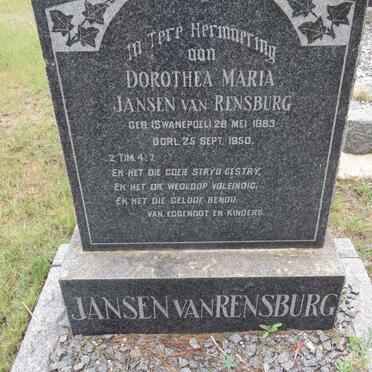 In Tere Herinnering
aan
DOROTHEA MARIA
JANSEN VAN RENSBURG
GEB (SWANEPOEL) 28 MEI 1883
OORL. 25 SEPT. 1950.
2 TIM. 4:7
EK HET DIE GOEIE STRYD GESTRY,
EK HET DIE WEDLOOP VOLEINDIG;
EK HET DIE GELOOF BEHOU.
VAN EGGENOOT EN KINDERS.
JANSEN VAN RENSBURG